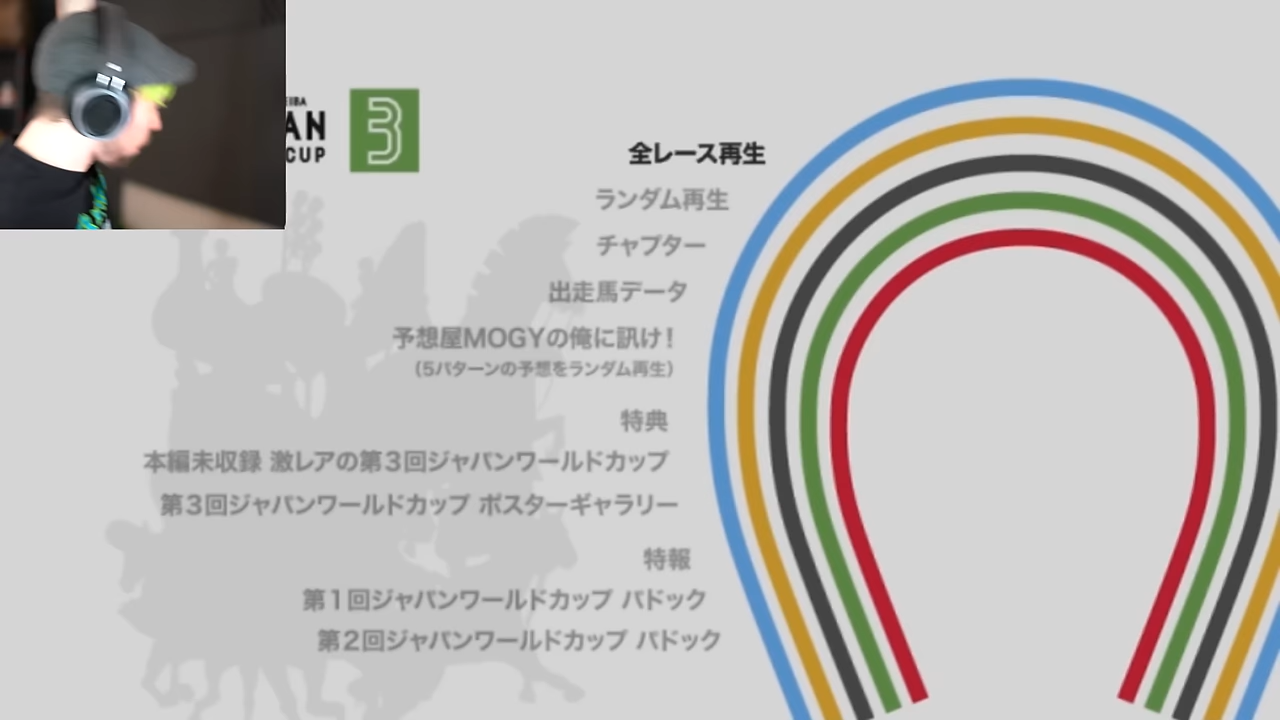 EIBA
AN
CUP
3
全レース再生
ランダム再生
チャプター
出走馬データ
予想屋MOGYの俺に訊け!
(5パターンの予想をランダム再生)
特典
本編未収録 激レアの第3回ジャパンワールドカップ
第3回ジャパンワールドカップ ポスターギャラリー
特報
第1回ジャパンワールドカップ パドック
第2回ジャパンワールドカップ パドック